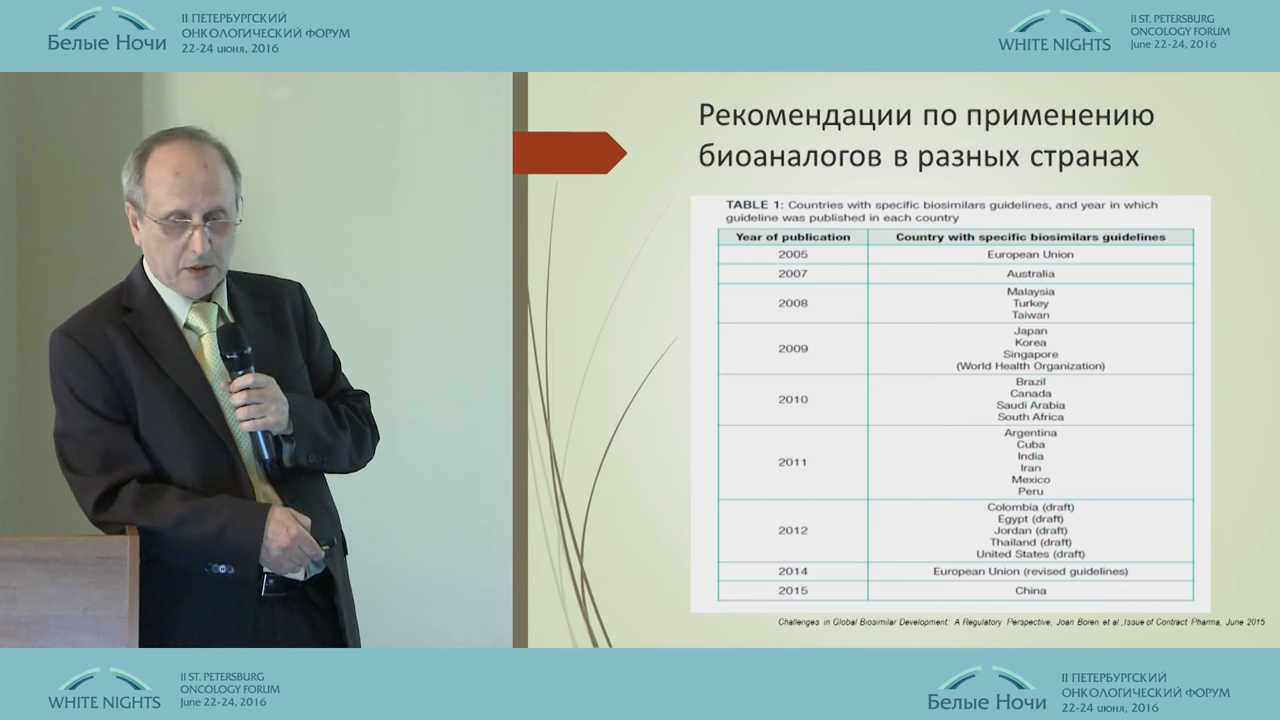 Белые Ночи
II ПЕТЕРБУРГСКИЙ
ОНКОЛОГИЧЕСКИЙ ФОРУМ
22-24 июня, 2016
WHITE NIGHTS
II ST. PETERSBURG
ONCOLOGY FORUM
June 22-24, 2016
Рекомендации по применению
биоаналогов в разных странах
TABLE 1: Countries with specific biosimilars guidelines, and year in which
guideline was published in each country
Year of publication Country with specific biosimilars guidelines
2005 European Union
2007 Australia
Malaysia
2008 Turkey
Taiwan
Japan
2009 Korea
Singapore
(World Health Organization)
Brazil
2010 Canada
Saudi Arabia
South Africa
Argentina
Cuba
2011 India
Iran
Mexico
Peru
Colombia (draft)
Egypt (draft)
2012 Jordan (draft)
Thailand (draft)
United States (draft)
2014 European Union (revised guidelines)
2015 China
Challenges in Global Biosimilar Development: A Regulatory Perspective, Joan Boren et al.,Issue of Contract Pharma, June 2015
WHITE NIGHTS
II ST. PETERSBURG
ONCOLOGY FORUM
June 22-24, 2016
Белые Ночи
II ПЕТЕРБУРГСКИЙ
ОНКОЛОГИЧЕСКИЙ ФОРУМ
22-24 июня, 2016